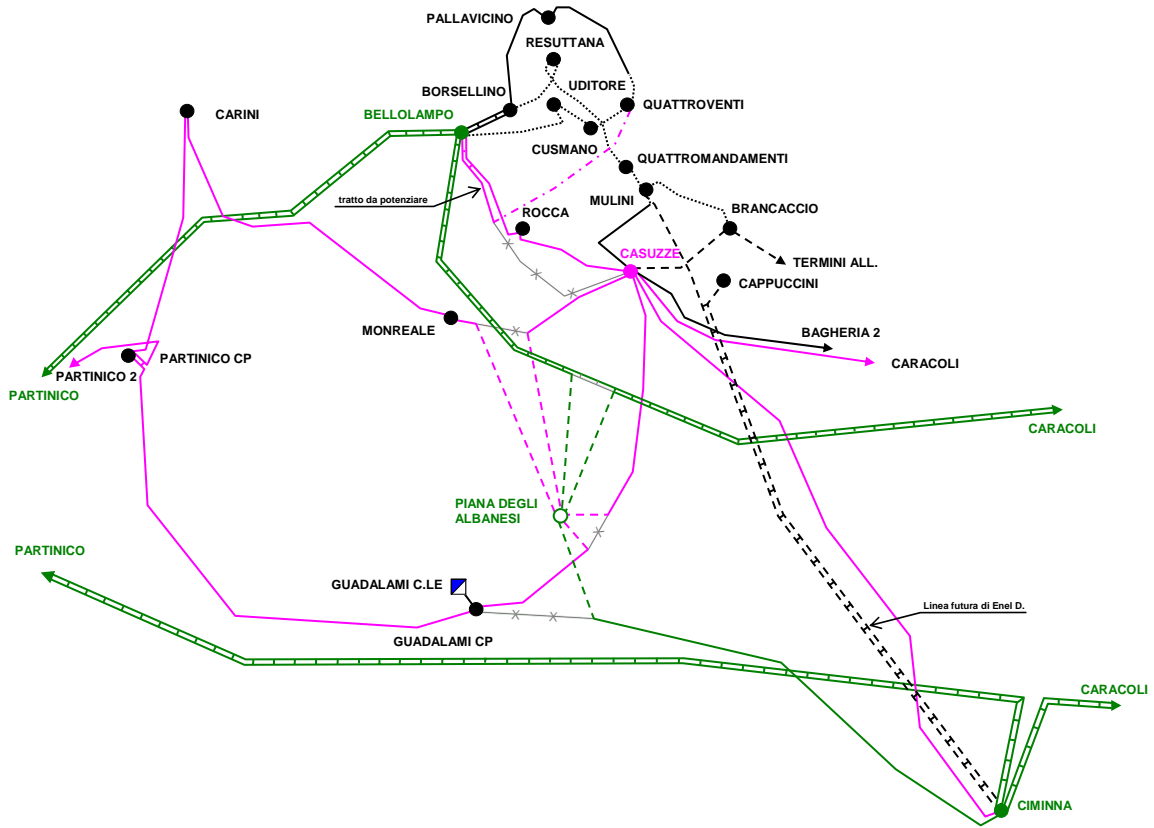 PALLAVICINO
RESUTTANA
UDITORE
BORSELLINO
QUATTROVENTI
CARINI
BELLOLAMPO
CUSMANO
QUATTROMANDAMENTI
tratto da potenziare
MULINI
BRANCACCIO
ROCCA
CASUZZE
TERMINI ALL.
CAPPUCCINI
MONREALE
BAGHERIA 2
PARTINICO CP
CARACOLI
PARTINICO 2
PARTINICO
CARACOLI
PIANA DEGLI
ALBANESI
PARTINICO
GUADALAMI C.LE
Linea futura di Enel D.
GUADALAMI CP
CARACOLI
CIMINNA